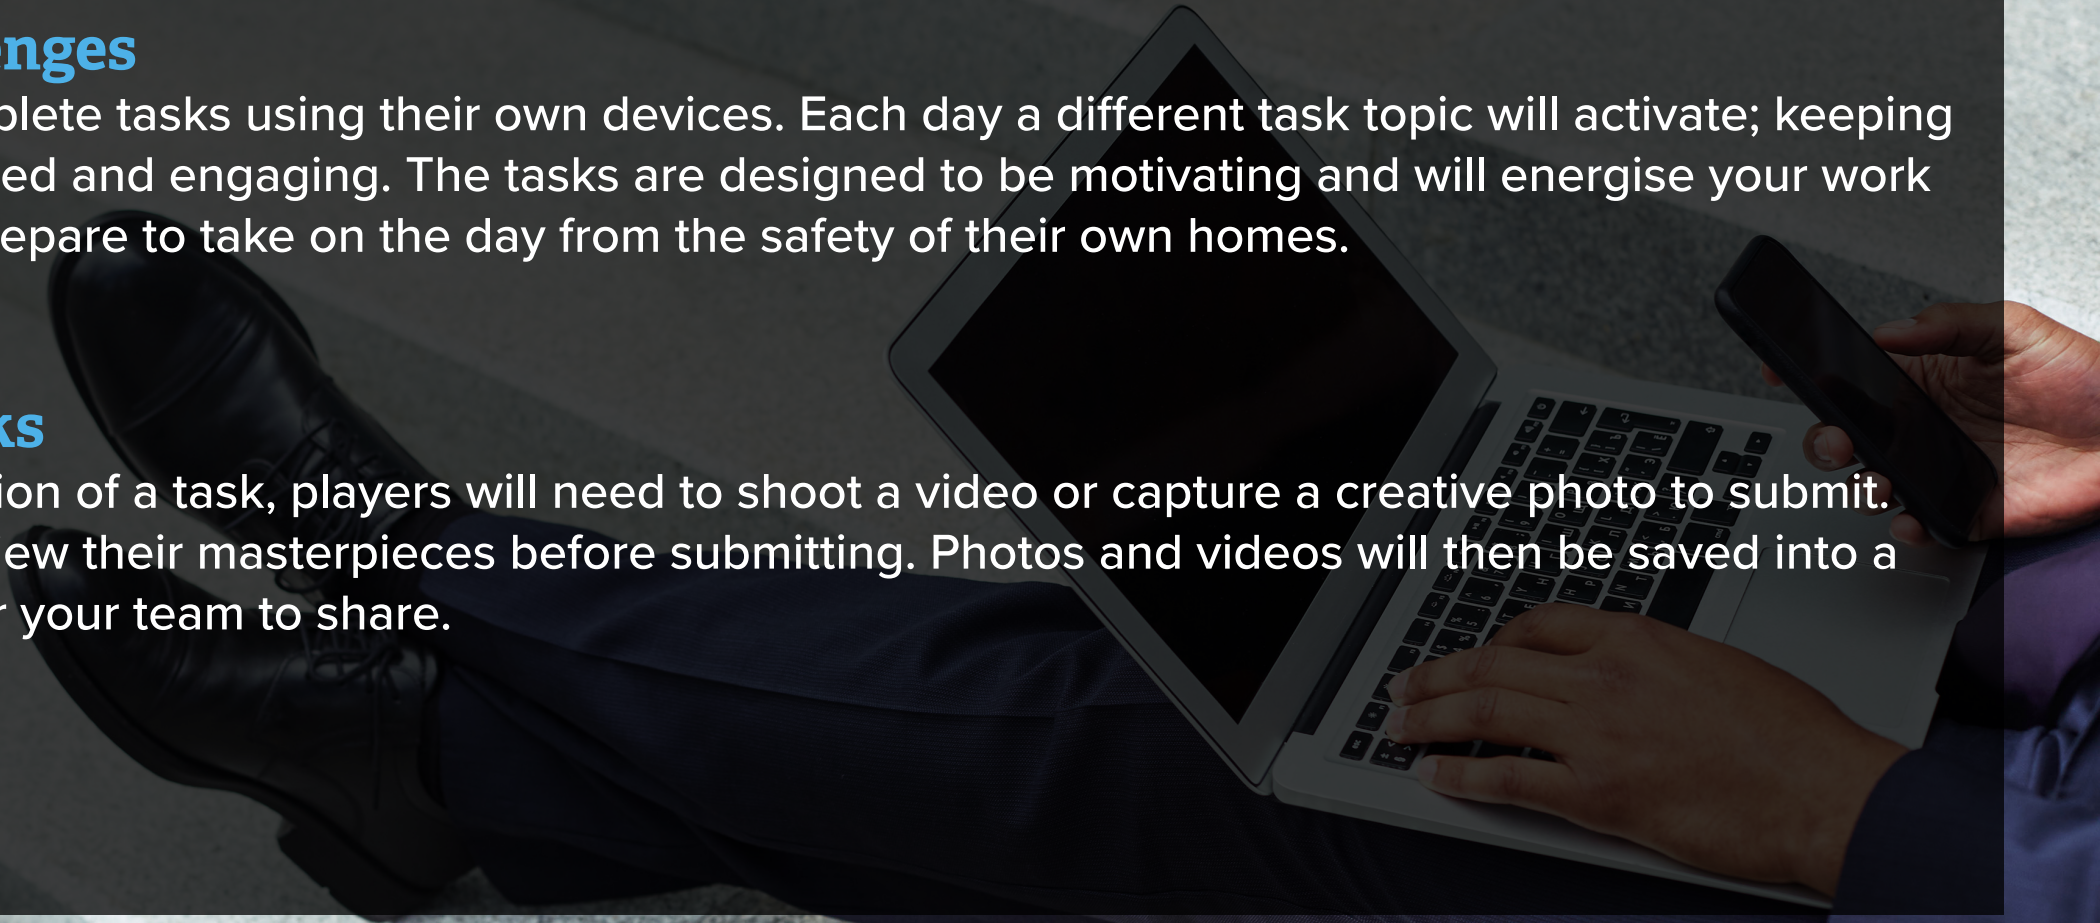 enges
plete tasks using their own devices. Each day a different task topic will activate; keeping
ed and engaging. The tasks are designed to be motivating and will energise your work
epare to take on the day from the safety of their own homes.
ks
ion of a task, players will need to shoot a video or capture a creative photo to submit.
ew their masterpieces before submitting. Photos and videos will then be saved into a
r your team to share.